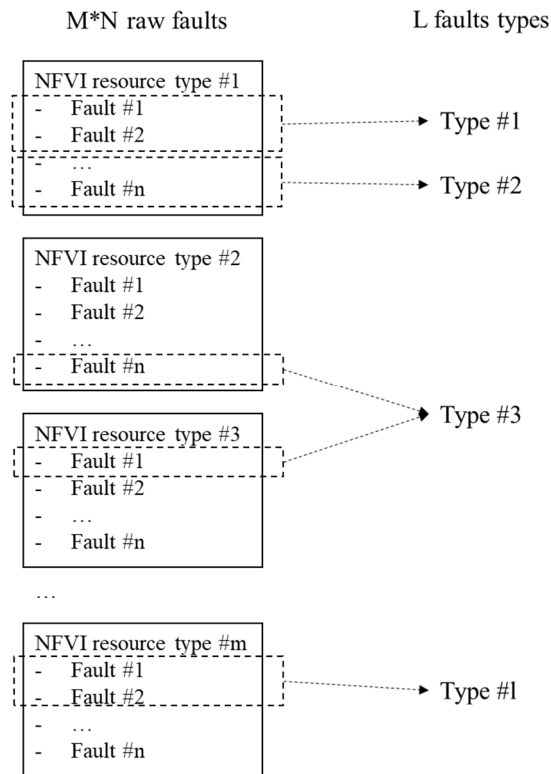 M*N raw faults
L faults types
NFVI resource type #1
- Fault #1
- Fault #2
- …
- Fault #n
Type #1
Type #2
NFVI resource type #2
- Fault #1
- Fault #2
- …
- Fault #n
NFVI resource type #3
- Fault #1
- Fault #2
- …
- Fault #n
Type #3
…
NFVI resource type #m
- Fault #1
- Fault #2
- …
- Fault #n
Type #l